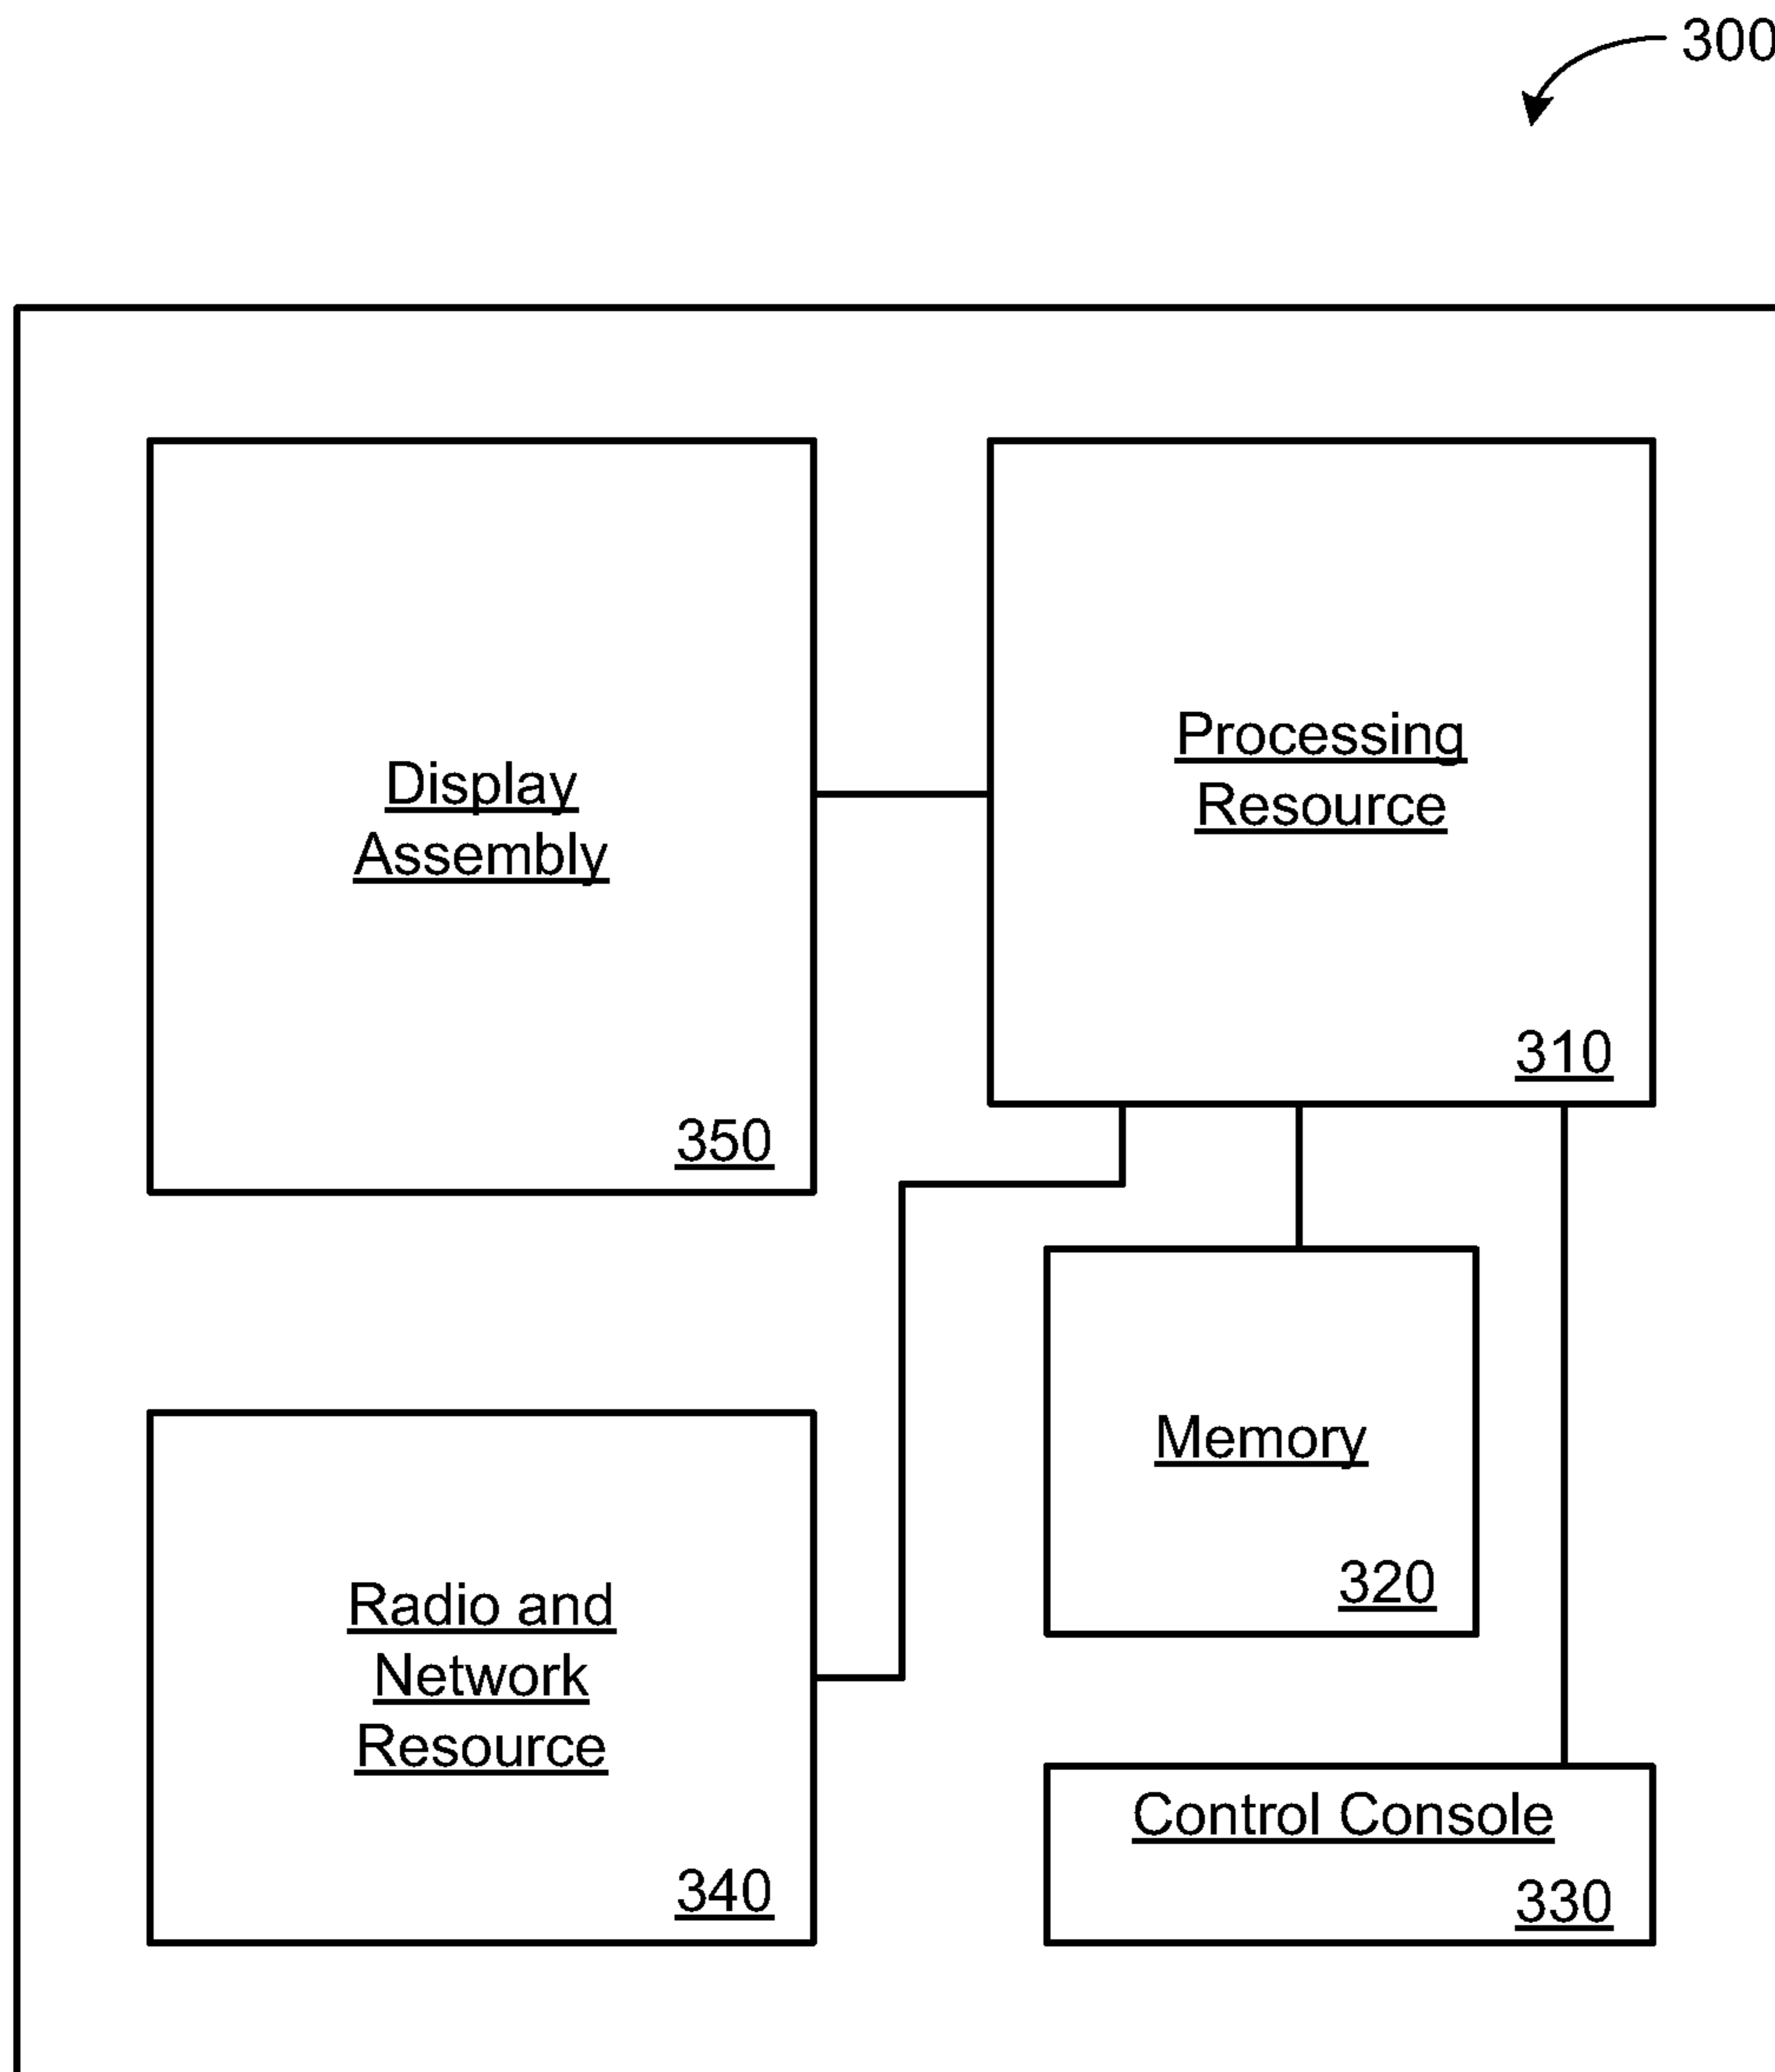 300
Display
Assembly
350
Processing
Resource
310
Memory
320
Radio and
Network
Resource
340
Control Console
330